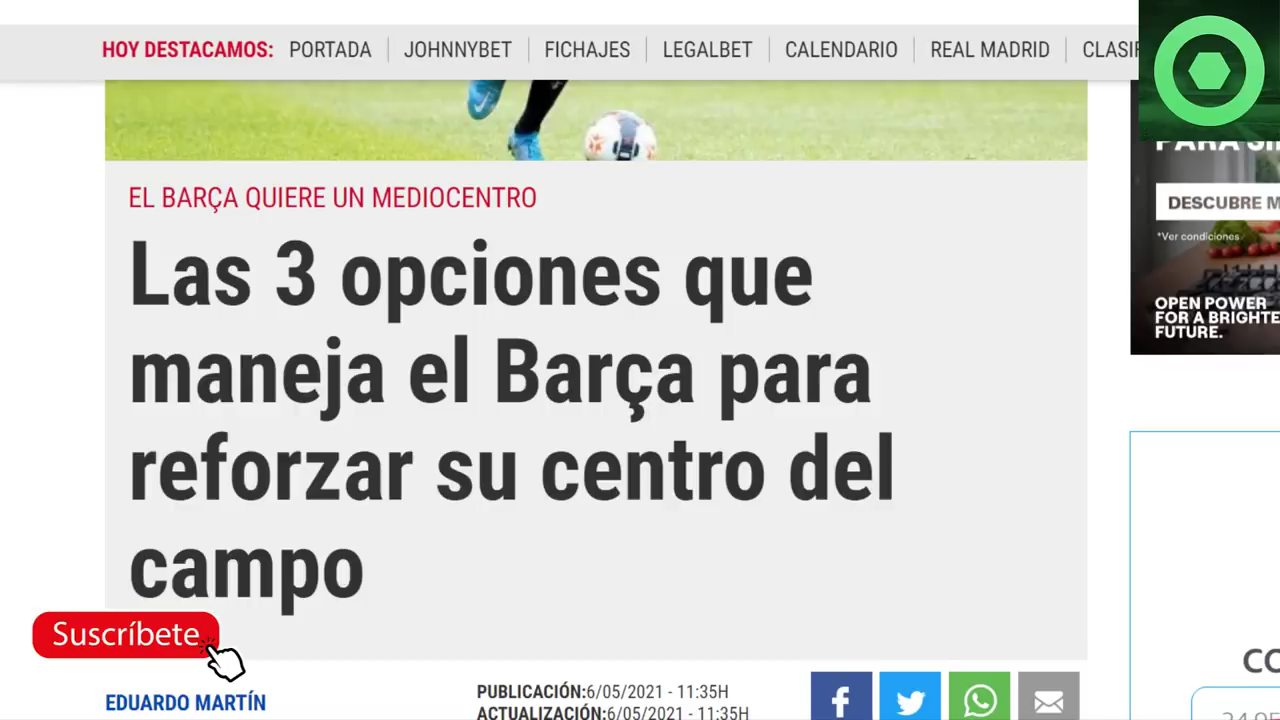 HOY DESTACAMOS: PORTADA JOHNNYBET FICHAJES LEGALBET CALENDARIO REAL MADRID
EL BARÇA QUIERE UN MEDIOCENTRO
Las 3 opciones que
maneja el Barça para
reforzar su centro del
campo
DESCUBRE
*Ver condiciones
OPEN POWER
FOR A BRIGHTE
FUTURE.
Suscríbete
EDUARDO MARTÍN
PUBLICACIÓN:6/05/2021 - 11:35H
ACTUALIZACIÓN:6/05/2021 - 11:35H